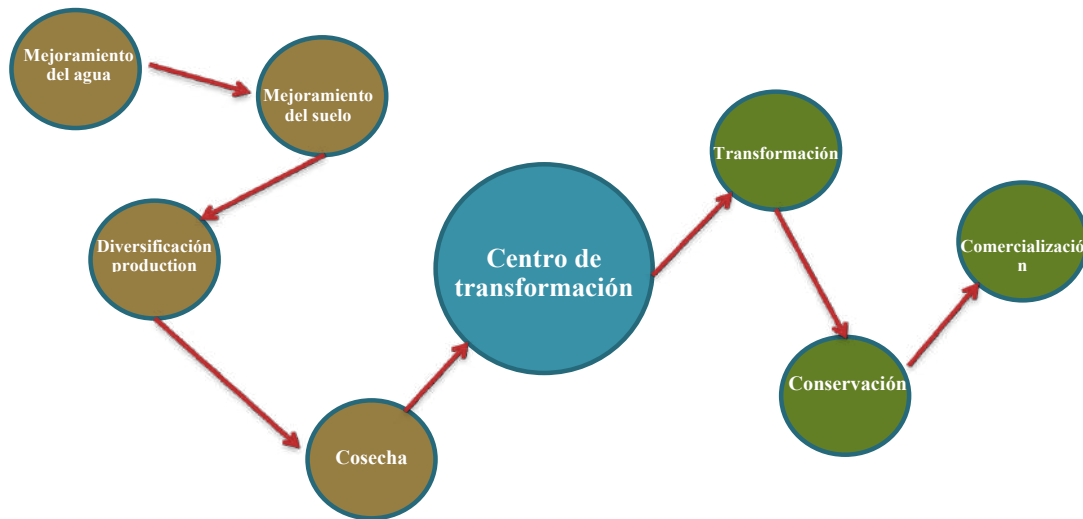 Mejoramiento
del agua
Mejoramiento
del suelo
Diversificación
production
Cosecha
Centro de
transformación
Transformación
Conservación
Comercializació
n